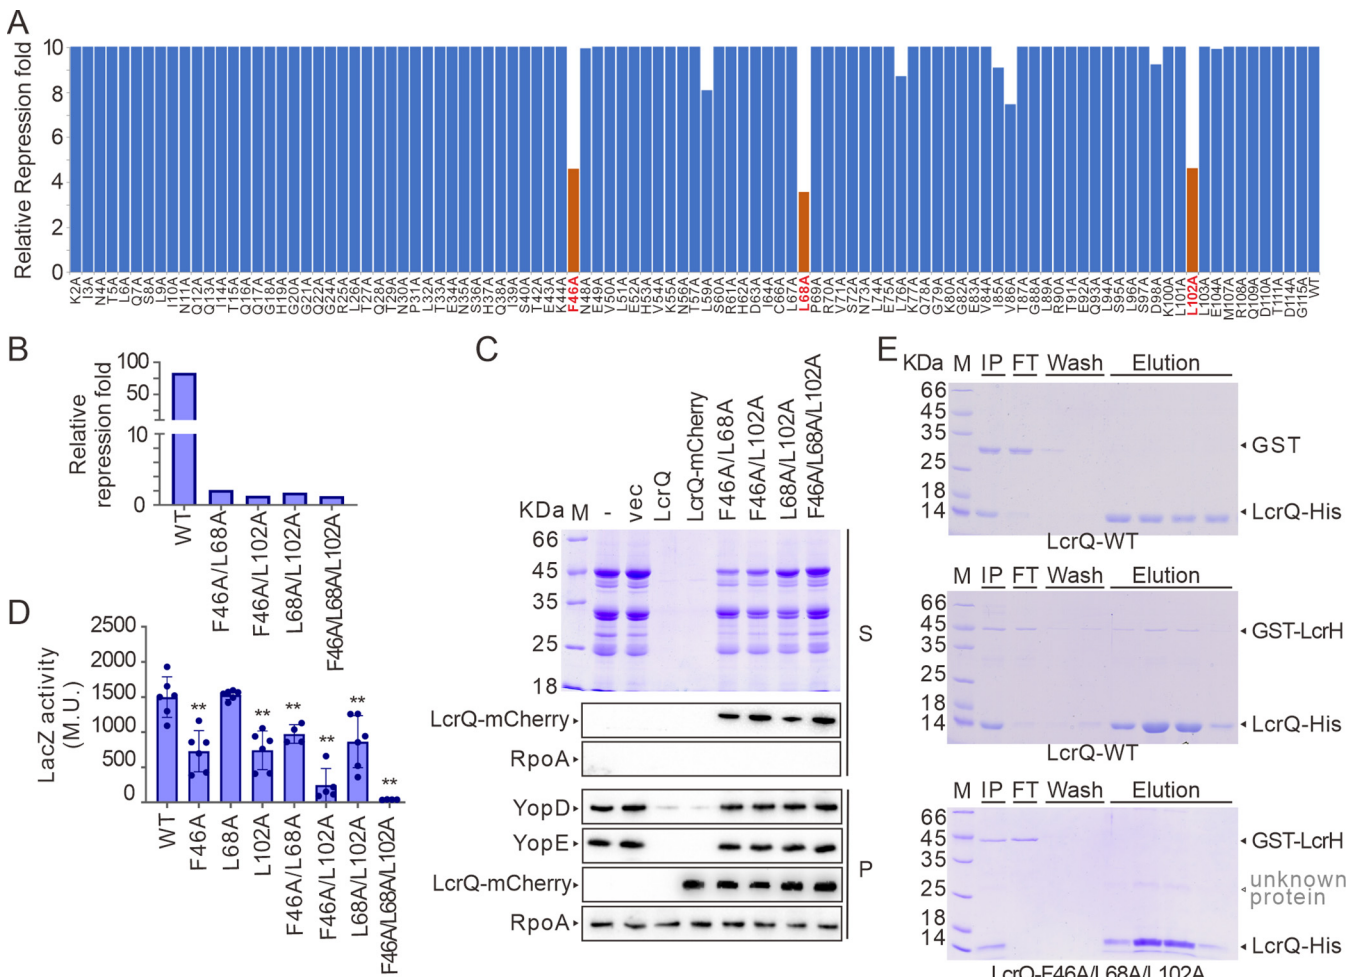 A
Relative Repression fold
10
8
6
4
2
0
K2A I3A N4A T5A L6A Q7A S8A L9A I10A N11A Q12A Q13A I14A T15A Q16A Q17A G18A H19A G20A G21A Q22A G24A R25A L26A T27A Q28A T29A N30A P31A L32A T33A E34A N35A S38A H37A Q38A I39A S40A T42A E43A K44A F46A N48A E49A V50A L51A E52A H53A V54A K55A N56A T57A L59A S60A R61A D63A I64A C66A L67A L68A P69A R70A V71A S72A N73A L74A E75A L76A K77A Q78A G79A K80A G82A E83A V84A I85A V86A T87A G88A L89A R90A T91A E92A Q93A L94A S95A L96A S97A D98A K100A L101A L102A L103A E104A M107A R108A Q109A D110A T111A D114A G115A WT
B
Relative
repression fold
100
50
10
0
WT
F46A/L68A
F46A/L102A
L68A/L102A
F46A/L68A/L102A
C
KDa M - vec LcrQ LcrQ-mCherry F46A/L68A F46A/L102A L68A/L102A F46A/L68A/L102A
66
45
35
25
18
S
LcrQ-mCherry
RpoA
YopD
YopE
LcrQ-mCherry
RpoA
P
D
LacZ activity
(M. U.)
2500
2000
1500
1000
500
0
** ** ** ** ** **
WT
F46A
L68A
L102A
F46A/L68A
F46A/L102A
L68A/L102A
F46A/L68A/L102A
E
KDa M IP FT Wash Elution
66
45
35
25
18
14
GST
LcrQ-His
LcrQ-WT
M IP FT Wash Elution
66
45
35
25
18
14
GST-LcrH
LcrQ-His
LcrQ-WT
M IP FT Wash Elution
66
45
35
25
18
14
GST-LcrH
unknown
protein
LcrQ-His
LcrQ-F46A/L68A/L102A